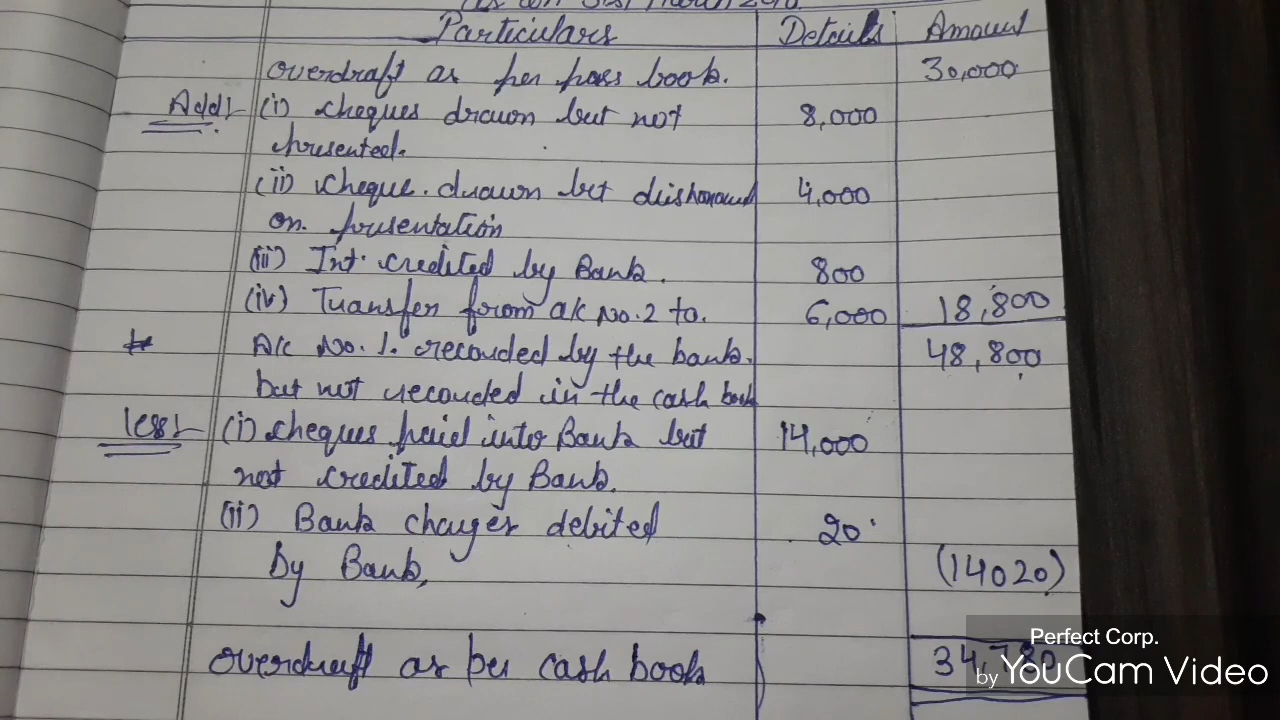 Particulars Details Amount
overdraft as per pass book. 30,000
Add:- (i) cheques drawn but not 8,000
presented.
(ii) cheque. drawn but dishonourd 4,000
on. presentation
(iii) Int. credited by Bank. 800
(iv) Transfer from a/c No.2 to. 6,000 18,800
A/c No. 1. recorded by the bank. 48,800
but not recorded in the cash book
Less:- (i) cheques paid into Bank but 14,000
not credited by Bank.
(ii) Bank charges debited 20
By Bank, (14020)
overdraft as per cash book 34,780
Perfect Corp.
by YouCam Video